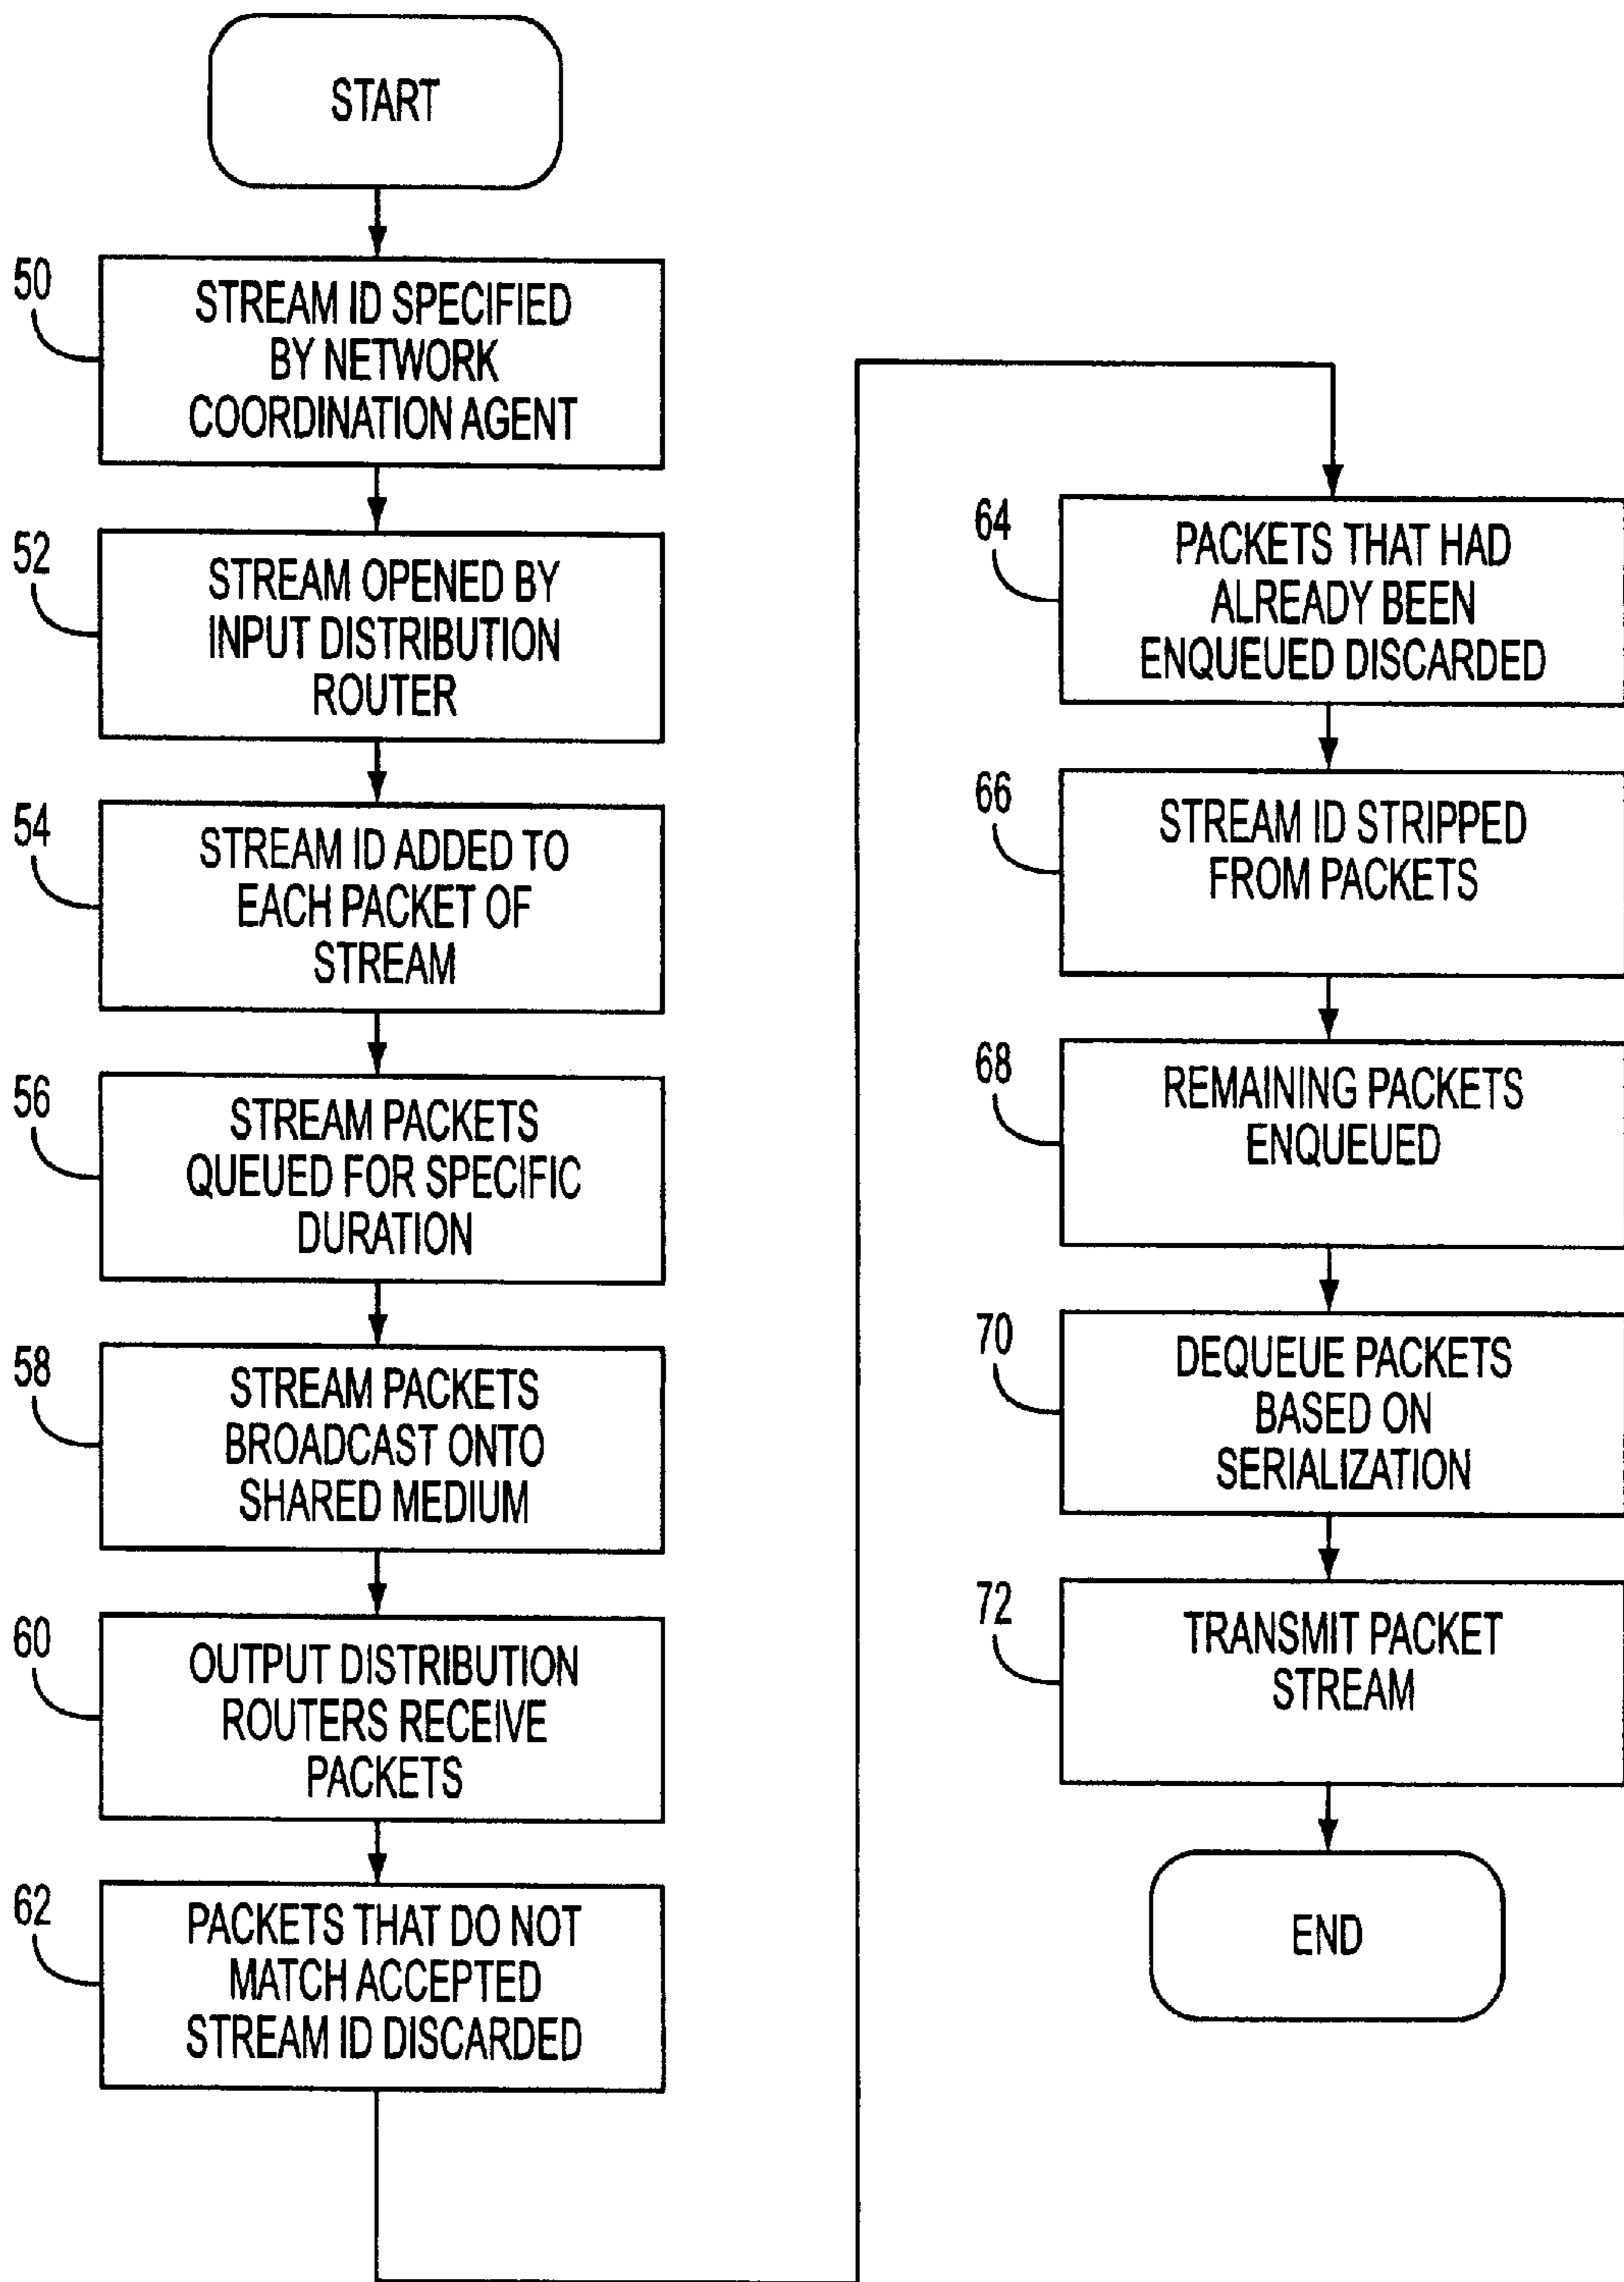 START
50
STREAM ID SPECIFIED
BY NETWORK
COORDINATION AGENT
52
STREAM OPENED BY
INPUT DISTRIBUTION
ROUTER
54
STREAM ID ADDED TO
EACH PACKET OF
STREAM
56
STREAM PACKETS
QUEUED FOR SPECIFIC
DURATION
58
STREAM PACKETS
BROADCAST ONTO
SHARED MEDIUM
60
OUTPUT DISTRIBUTION
ROUTERS RECEIVE
PACKETS
62
PACKETS THAT DO NOT
MATCH ACCEPTED
STREAM ID DISCARDED
64
PACKETS THAT HAD
ALREADY BEEN
ENQUEUED DISCARDED
66
STREAM ID STRIPPED
FROM PACKETS
68
REMAINING PACKETS
ENQUEUED
70
DEQUEUE PACKETS
BASED ON
SERIALIZATION
72
TRANSMIT PACKET
STREAM
END